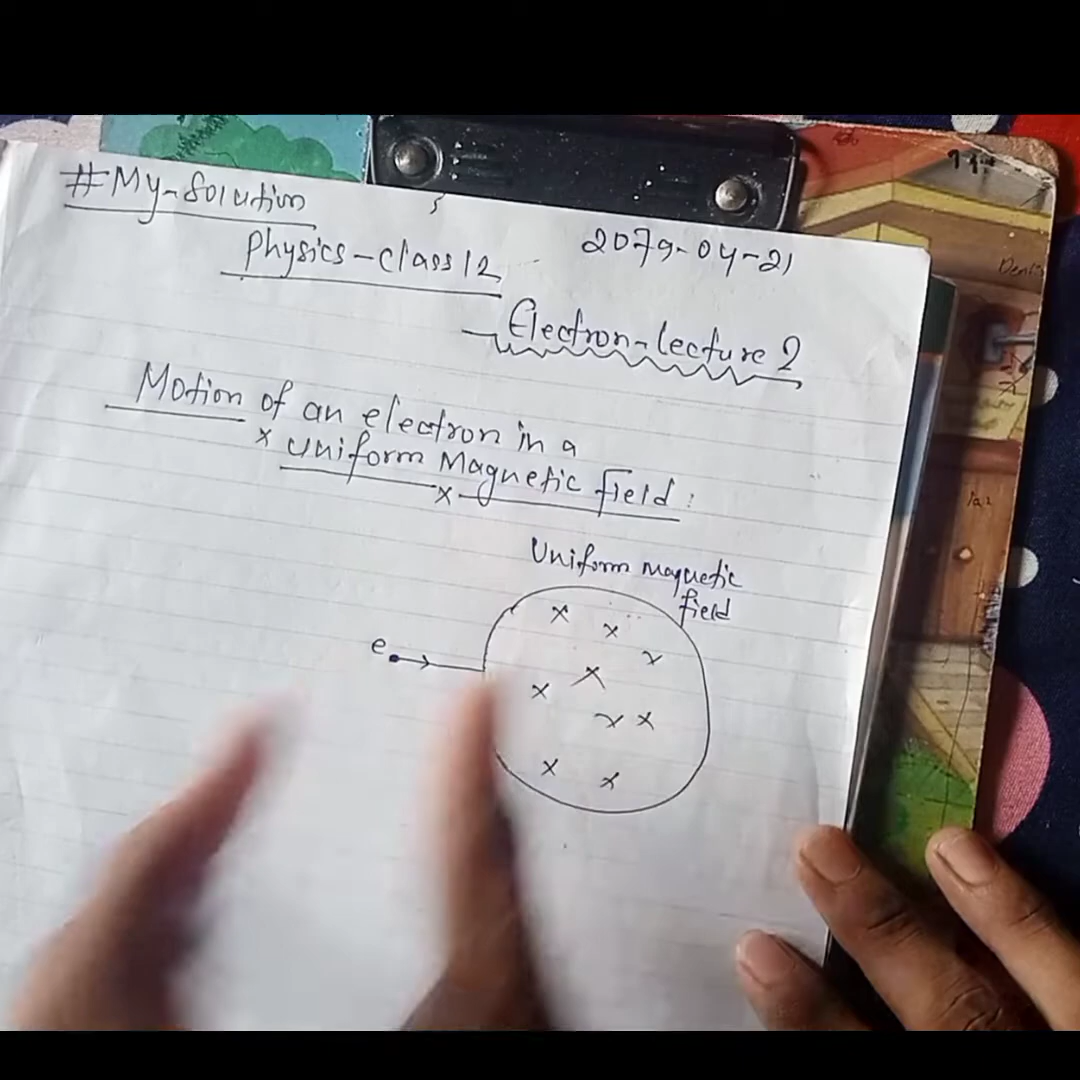 #My-Solution
Physics-class 12
2079-04-21
Electron-lecture 2
Motion of an electron in a
uniform Magnetic field:
Uniform magnetic
field
e